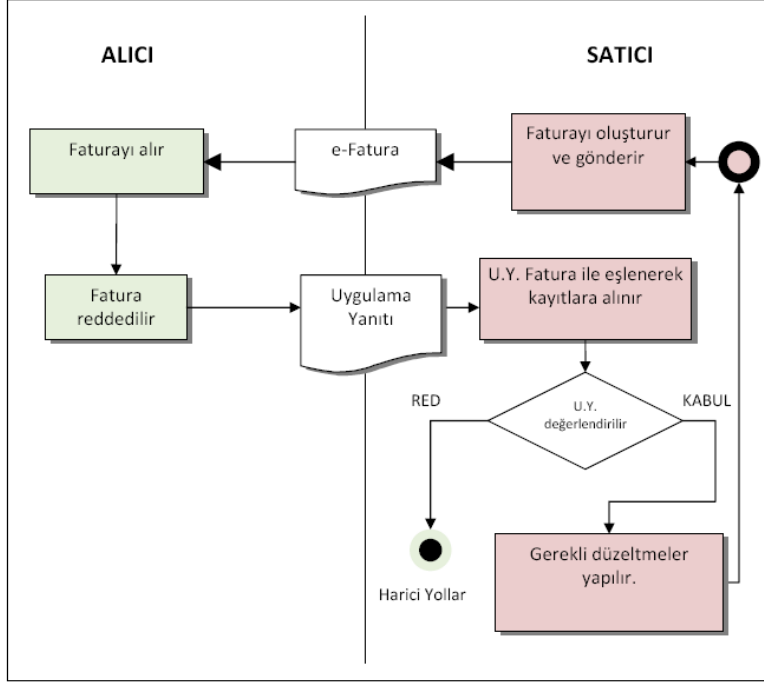 ALICI
SATICI
Faturayı alır
e-Fatura
Faturayı oluşturur
ve gönderir
Fatura
reddedilir
Uygulama
Yanıtı
U.Y. Fatura ile eşlenerek
kayıtlara alınır
RED
U.Y.
değerlendirilir
KABUL
Harici Yollar
Gerekli düzeltmeler
yapılır.